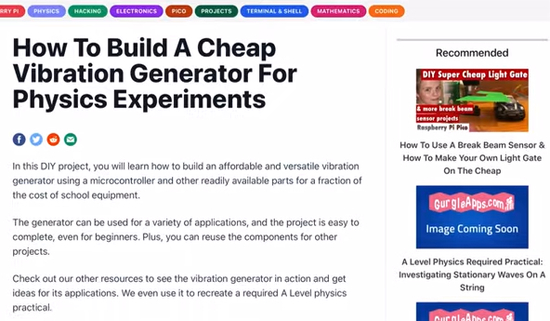 RRY PI PHYSICS HACKING ELECTRONICS PICO PROJECTS TERMINAL & SHELL MATHEMATICS CODING
How To Build A Cheap
Vibration Generator For
Physics Experiments
In this DIY project, you will learn how to build an affordable and versatile vibration
generator using a microcontroller and other readily available parts for a fraction of
the cost of school equipment.
The generator can be used for a variety of applications, and the project is easy to
complete, even for beginners. Plus, you can reuse the components for other
projects.
Check out our other resources to see the vibration generator in action and get
ideas for its applications. We even use it to recreate a required A Level physics
practical.
Recommended
DIY Super Cheap Light Gate
& more break beam
sensor projects
Raspberry Pi Pico
How To Use A Break Beam Sensor &
How To Make Your Own Light Gate
On The Cheap
GurgleApps.com
Image Coming Soon
A Level Physics Required Practical:
Investigating Stationary Waves On A
String
GurgleApps.com